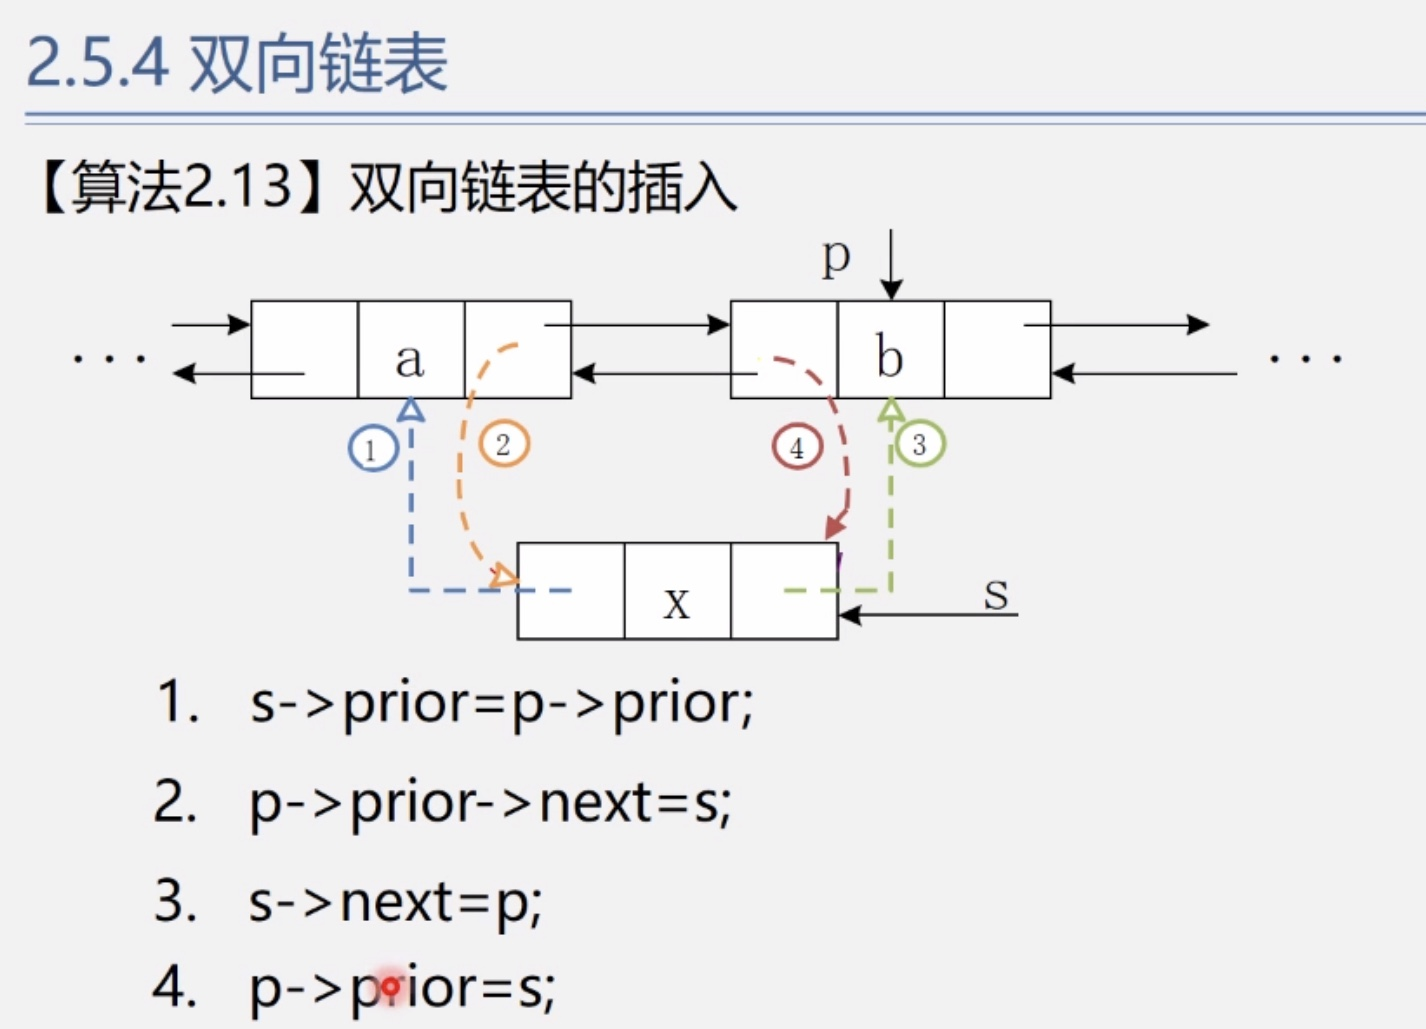 2.5.4 双向链表
【算法2.13】双向链表的插入
p
··· a b ···
① ② ④ ③
x s
1. s->prior=p->prior;
2. p->prior->next=s;
3. s->next=p;
4. p->prior=s;